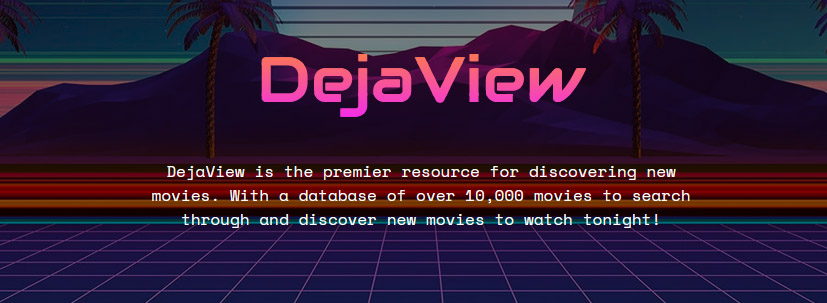 DejaView
DejaView is the premier resource for discovering new
movies. With a database of over 10,000 movies to search
through and discover new movies to watch tonight!